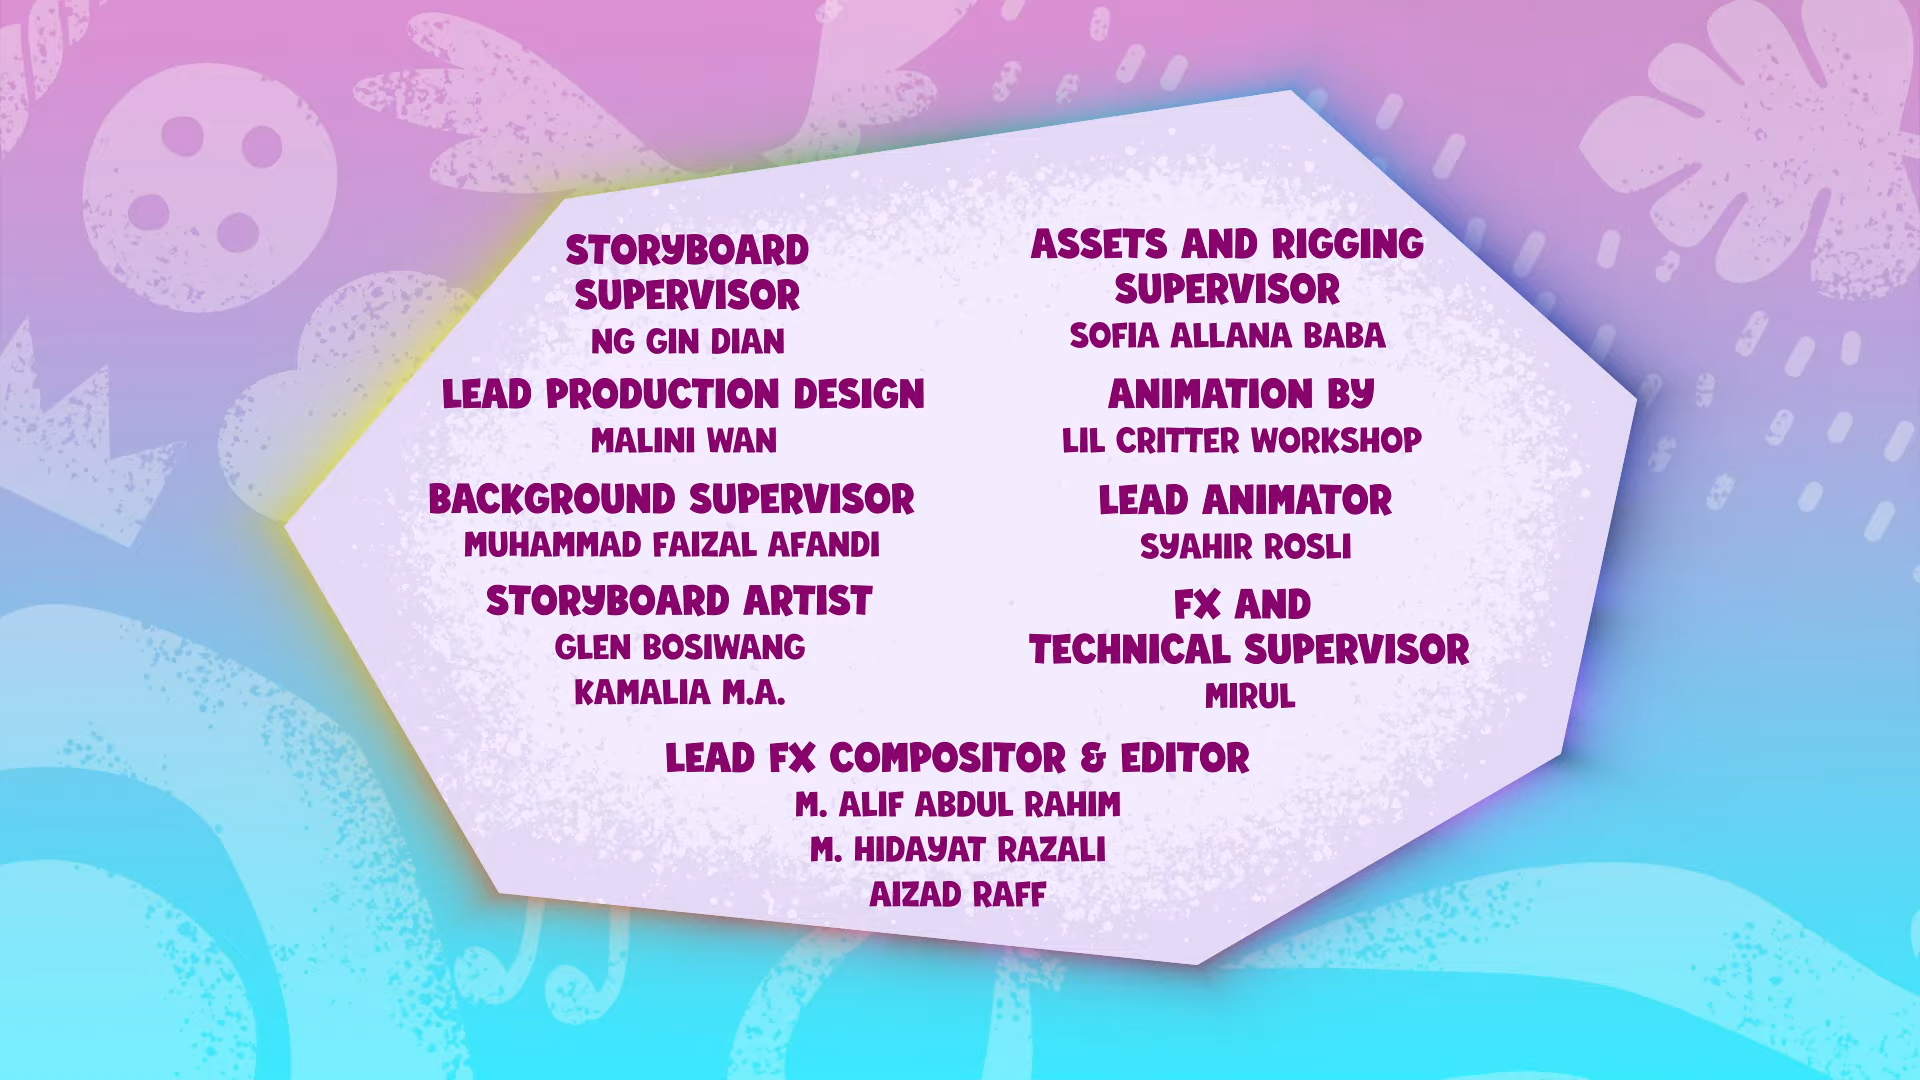 STORYBOARD
SUPERVISOR
NG GIN DIAN
LEAD PRODUCTION DESIGN
MALINI WAN
BACKGROUND SUPERVISOR
MUHAMMAD FAIZAL AFANDI
STORYBOARD ARTIST
GLEN BOSIWANG
KAMALIA M.A.
ASSETS AND RIGGING
SUPERVISOR
SOFIA ALLANA BABA
ANIMATION BY
LIL CRITTER WORKSHOP
LEAD ANIMATOR
SYAHIR ROSLI
FX AND
TECHNICAL SUPERVISOR
MIRUL
LEAD FX COMPOSITOR & EDITOR
M. ALIF ABDUL RAHIM
M. HIDAYAT RAZALI
AIZAD RAFF